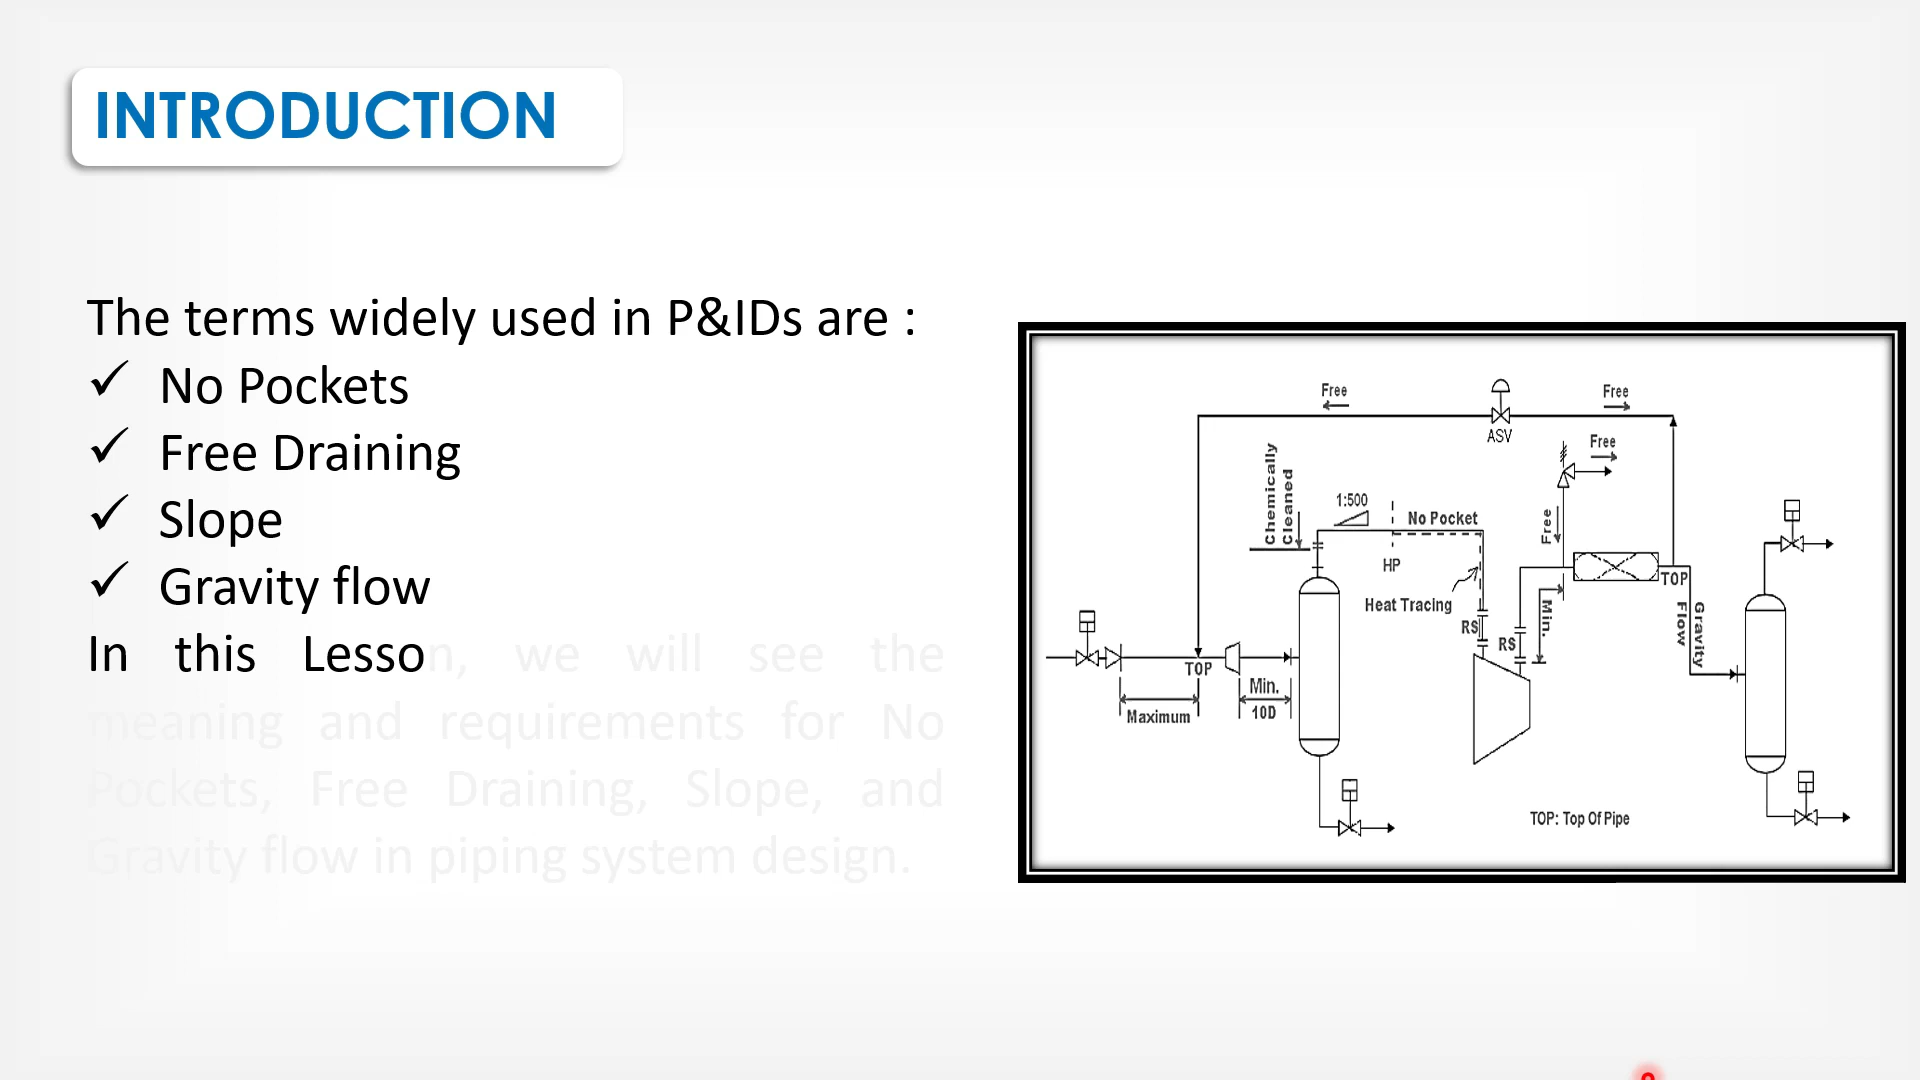 INTRODUCTION
The terms widely used in P&IDs are :
✓ No Pockets
✓ Free Draining
✓ Slope
✓ Gravity flow
In this Lesson, we will see the
meaning and requirements for No
Pockets, Free Draining, Slope, and
Gravity flow in piping system design.
Free
Free
ASV
Free
Chemically
Cleaned
1:500
No Pocket
Free
HP
TOP
Heat Tracing
Min.
Gravity
Flow
RS
RS
TOP
Min.
10D
Maximum
TOP: Top Of Pipe